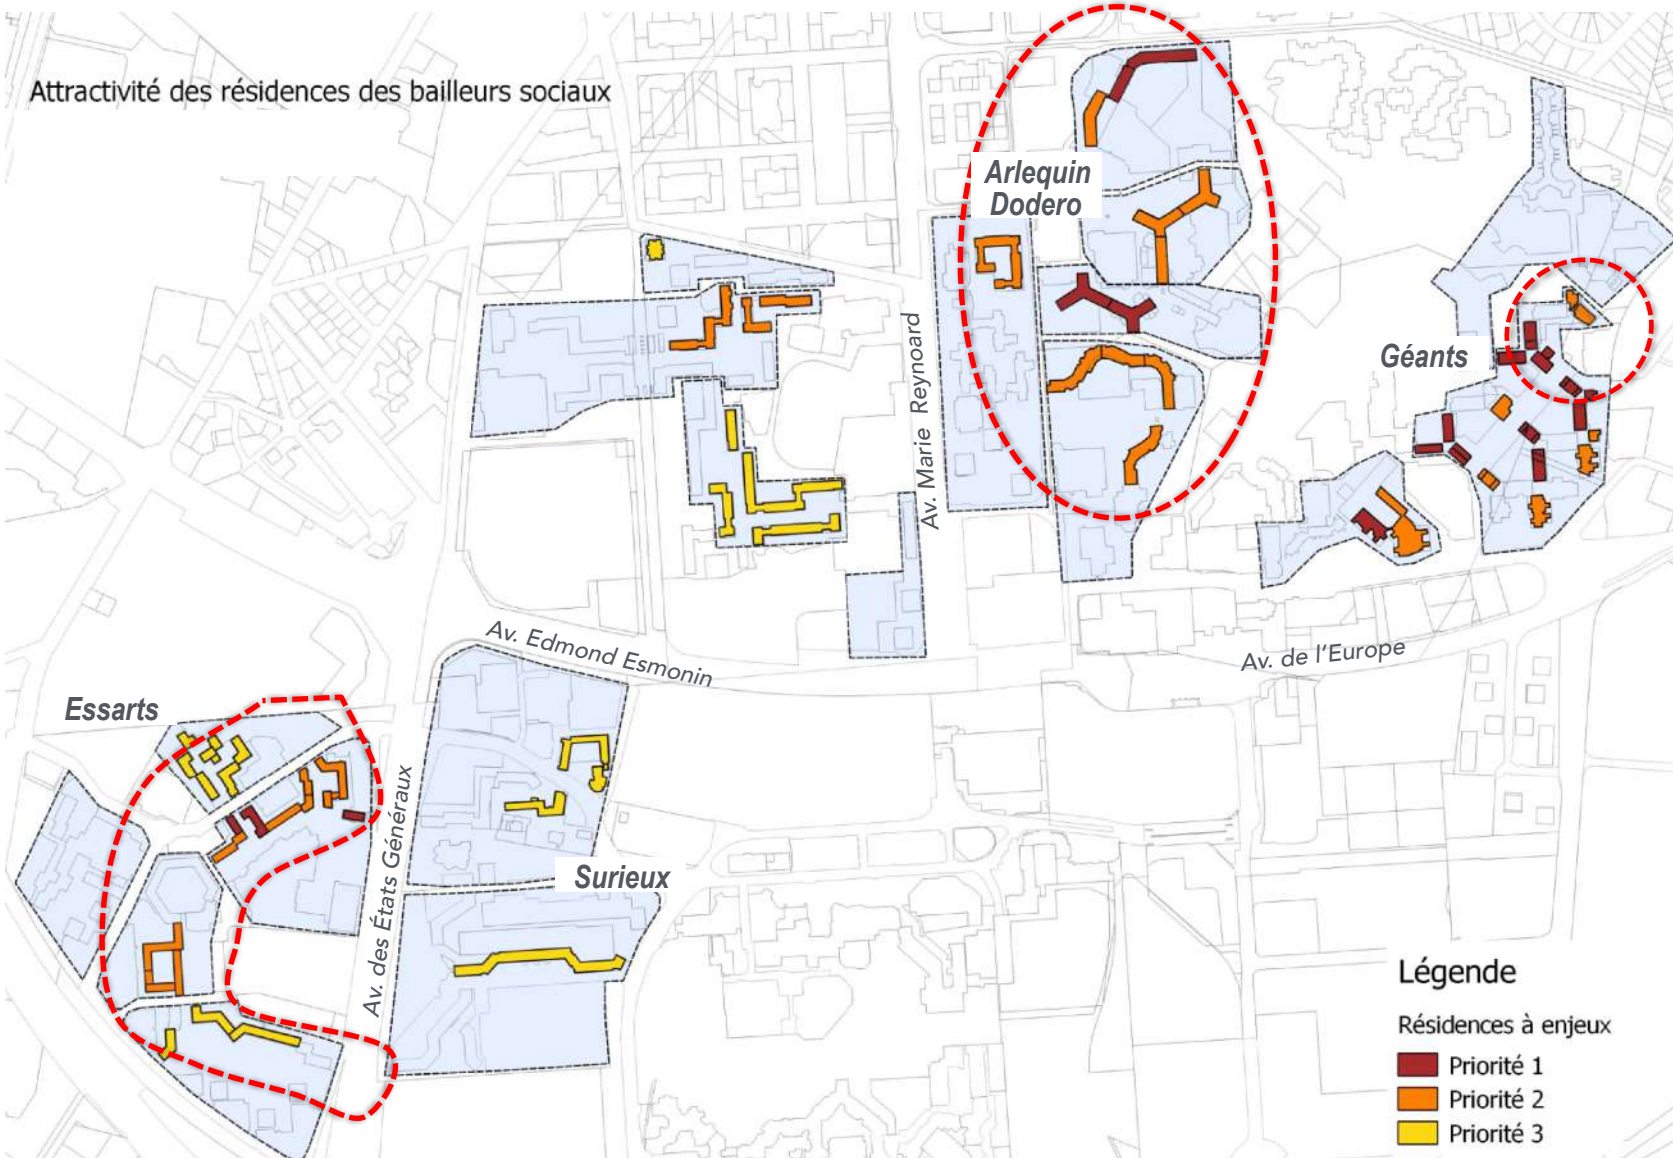 Attractivité des résidences des bailleurs sociaux
Arlequin
Dodero
Géants
Av. Marie Reynoard
Av. Edmond Esmonin
Av. de l'Europe
Essarts
Av. des États Généraux
Surieux
Légende
Résidences à enjeux
Priorité 1
Priorité 2
Priorité 3